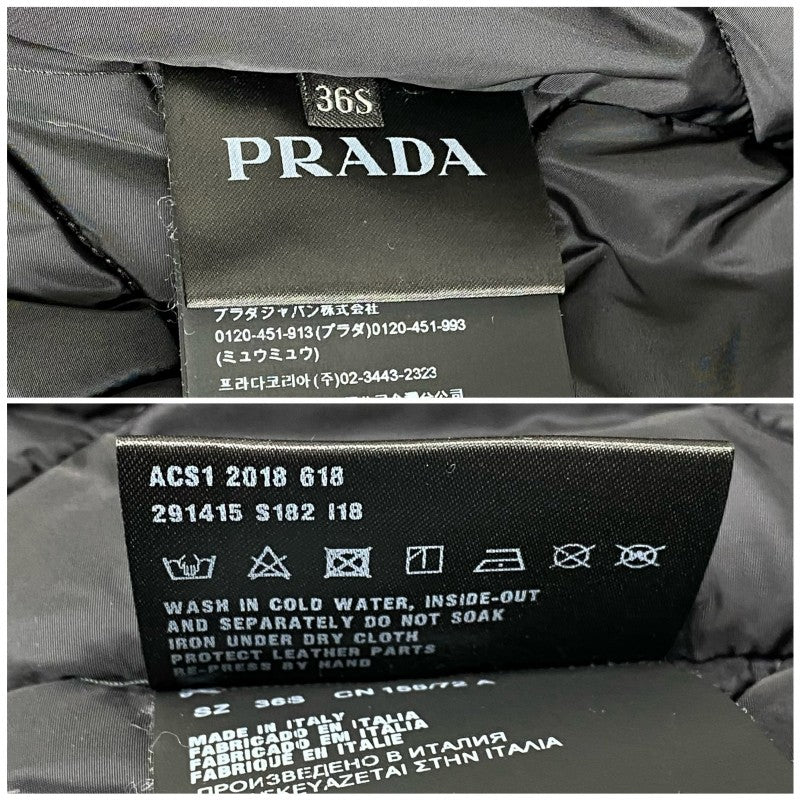 36S
PRADA
プラダジャパン株式会社
0120-451-913(プラダ)0120-451-993
(ミュウミュウ)
프라다코리아(주)02-3443-2323
ACS1 2018 618
291415 S182 I18
WASH IN COLD WATER, INSIDE-OUT
AND SEPARATELY DO NOT SOAK
IRON UNDER DRY CLOTH
PROTECT LEATHER PARTS
RE-PRESS BY HAND
SZ 36S CN 72 A
MADE IN ITALY
FABRICADO EN ITALIA
FABRICADO EM ITALIA
FABRIQUE EN ITALIE
ПРОИЗВЕДЕНО В ИТАЛИЯ
ΣΤΗΝ ΙΤΑΛΙΑ